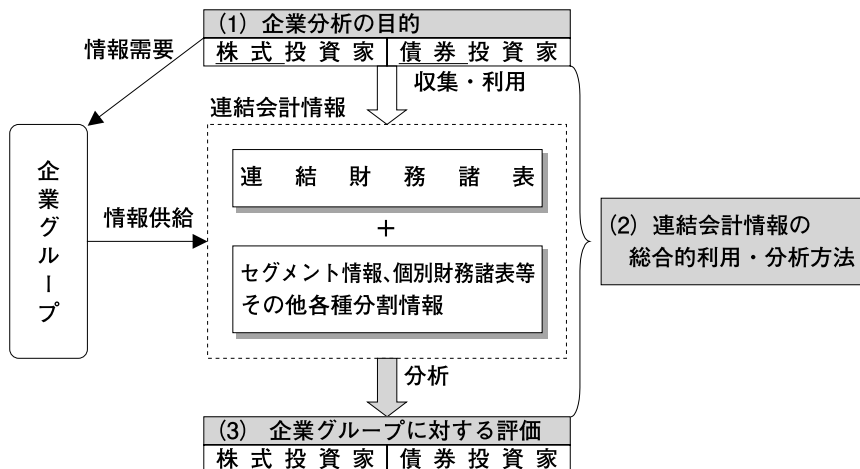 (1) 企業分析の目的
株式投資家 債券投資家
情報需要
収集・利用
連結会計情報
企業グループ
連結財務諸表
情報供給
+
(2) 連結会計情報の
総合的利用・分析方法
セグメント情報、個別財務諸表等
その他各種分割情報
分析
(3) 企業グループに対する評価
株式投資家 債券投資家